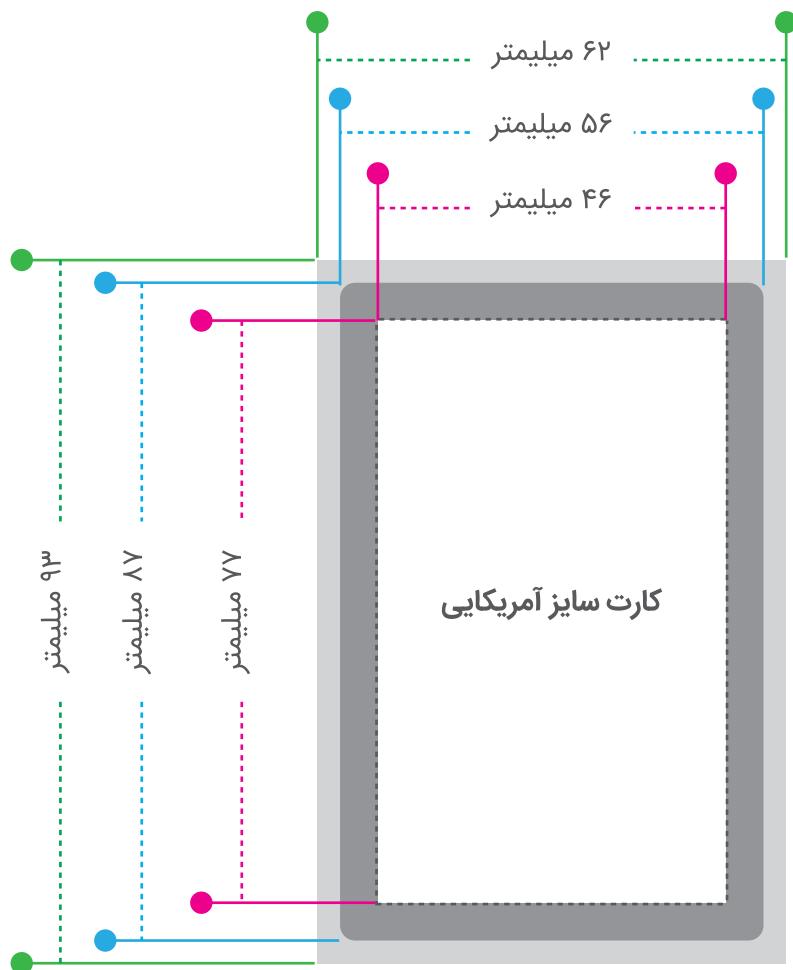 ۶۲ میلیمتر
۵۶ میلیمتر
۴۶ میلیمتر
۹۳ میلیمتر
۸۷ میلیمتر
۷۷ میلیمتر
کارت سایز آمریکایی